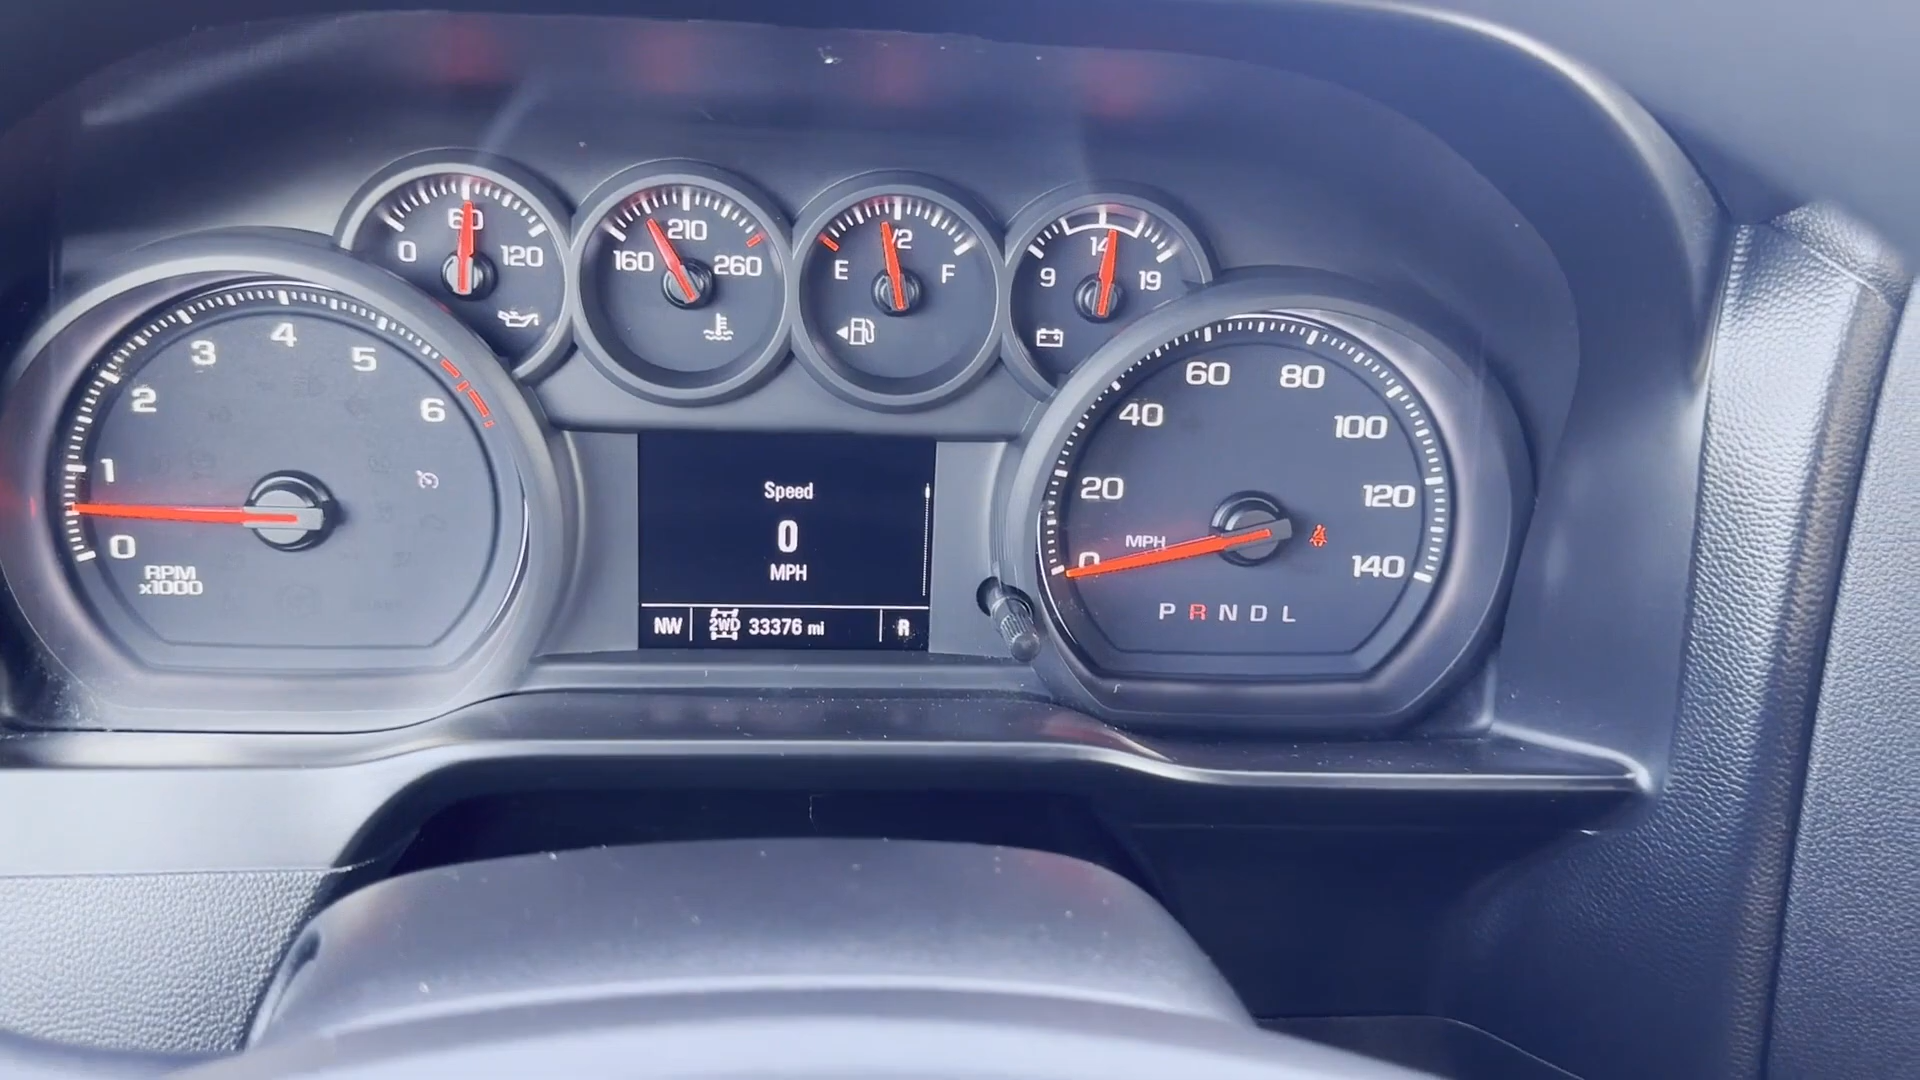 0 60 120
160 210 260
E 1/2 F
9 14 19
0 1 2 3 4 5 6
RPM
x1000
Speed
0
MPH
NW 2WD 33376 mi R
0 20 40 60 80 100 120 140
MPH
P R N D L